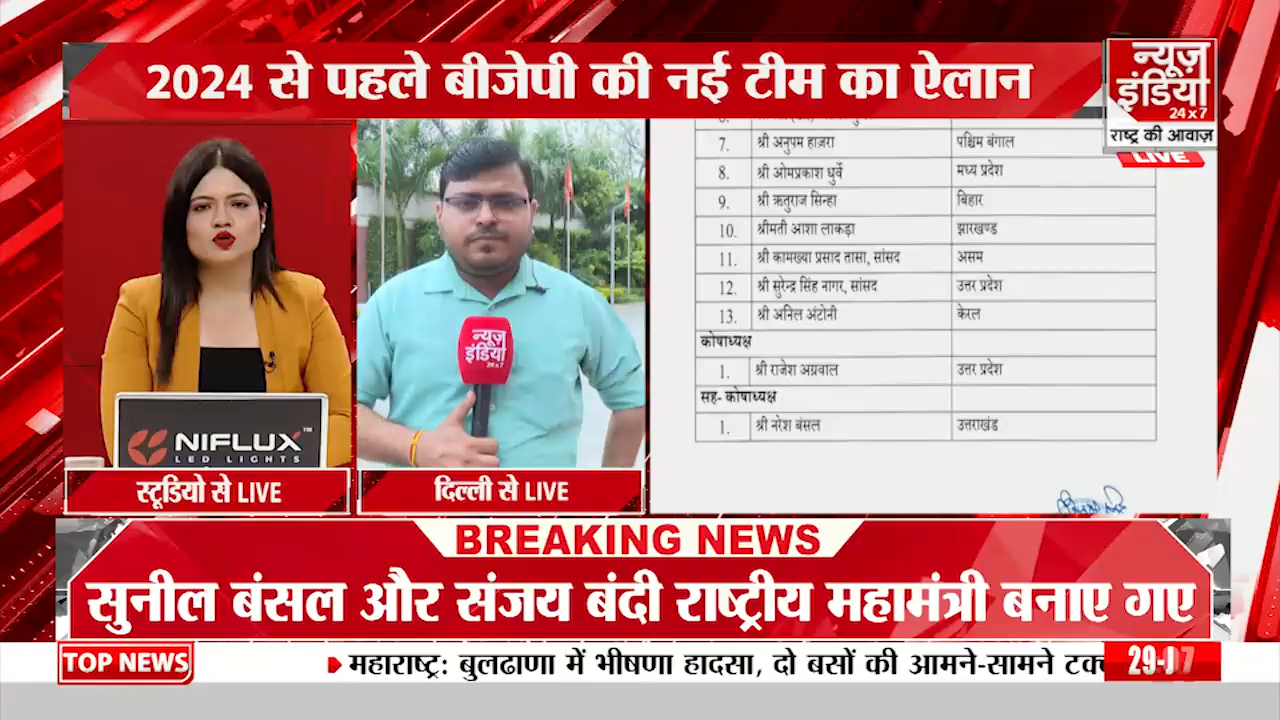 2024 से पहले बीजेपी की नई टीम का ऐलान
न्यूज़
इंडिया
24x7
राष्ट्र की आवाज़
LIVE
7. श्री अनुपम हाज़रा पश्चिम बंगाल
8. श्री ओमप्रकाश धुर्वे मध्य प्रदेश
9. श्री ऋतुराज सिन्हा बिहार
10. श्रीमती आशा लाकड़ा झारखण्ड
11. श्री कामख्या प्रसाद तासा, सांसद असम
12. श्री सुरेन्द्र सिंह नागर, सांसद उत्तर प्रदेश
13. श्री अनिल अंटोनी केरल
कोषाध्यक्ष
1. श्री राजेश अग्रवाल उत्तर प्रदेश
सह- कोषाध्यक्ष
1. श्री नरेश बंसल उत्तराखंड
न्यूज़
इंडिया
24x7
NIFLUX™
LED LIGHTS
स्टूडियो से LIVE
दिल्ली से LIVE
BREAKING NEWS
सुनील बंसल और संजय बंदी राष्ट्रीय महामंत्री बनाए गए
TOP NEWS
महाराष्ट्र: बुलढाणा में भीषणा हादसा, दो बसों की आमने-सामने